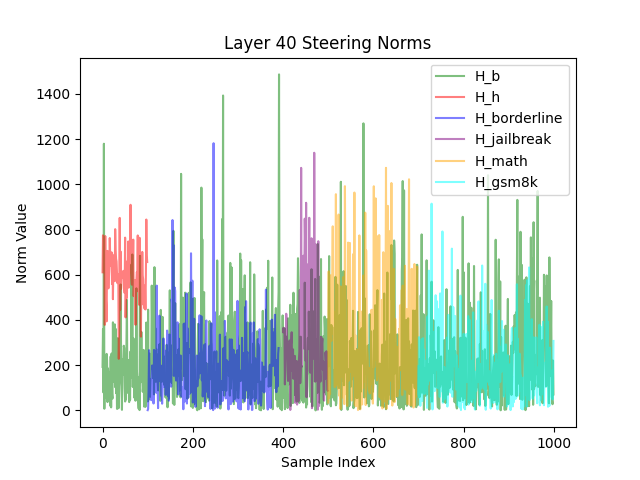 Layer 40 Steering Norms
H_b
H_h
H_borderline
H_jailbreak
H_math
H_gsm8k
Norm Value
1400
1200
1000
800
600
400
200
0
0 200 400 600 800 1000
Sample Index